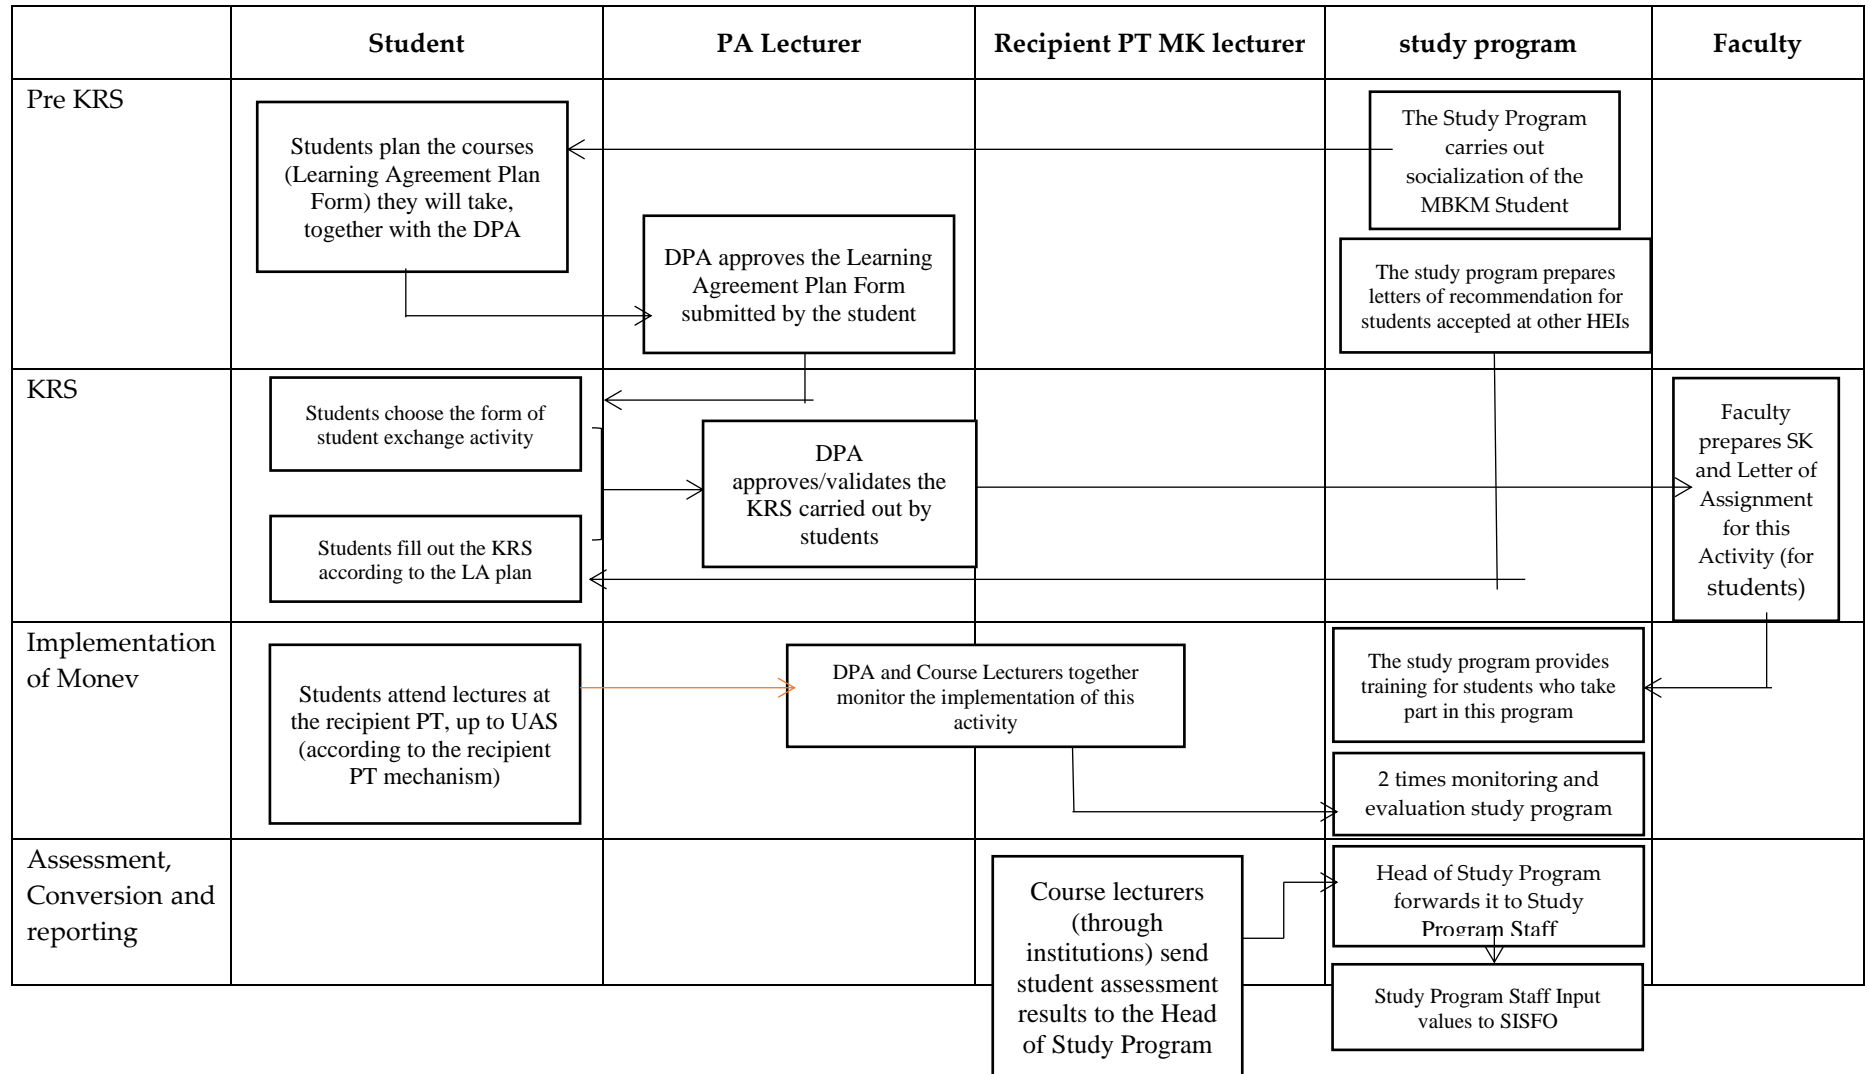 Student
PA Lecturer
Recipient PT MK lecturer
study program
Faculty
Pre KRS
Students plan the courses
(Learning Agreement Plan
Form) they will take,
together with the DPA
DPA approves the Learning
Agreement Plan Form
submitted by the student
The Study Program
carries out
socialization of the
MBKM Student
The study program prepares
letters of recommendation for
students accepted at other HEIs
KRS
Students choose the form of
student exchange activity
Students fill out the KRS
according to the LA plan
DPA
approves/validates the
KRS carried out by
students
Faculty
prepares SK
and Letter of
Assignment
for this
Activity (for
students)
Implementation
of Monev
Students attend lectures at
the recipient PT, up to UAS
(according to the recipient
PT mechanism)
DPA and Course Lecturers together
monitor the implementation of this
activity
The study program provides
training for students who take
part in this program
2 times monitoring and
evaluation study program
Assessment,
Conversion and
reporting
Course lecturers
(through
institutions) send
student assessment
results to the Head
of Study Program
Head of Study Program
forwards it to Study
Program Staff
Study Program Staff Input
values to SISFO